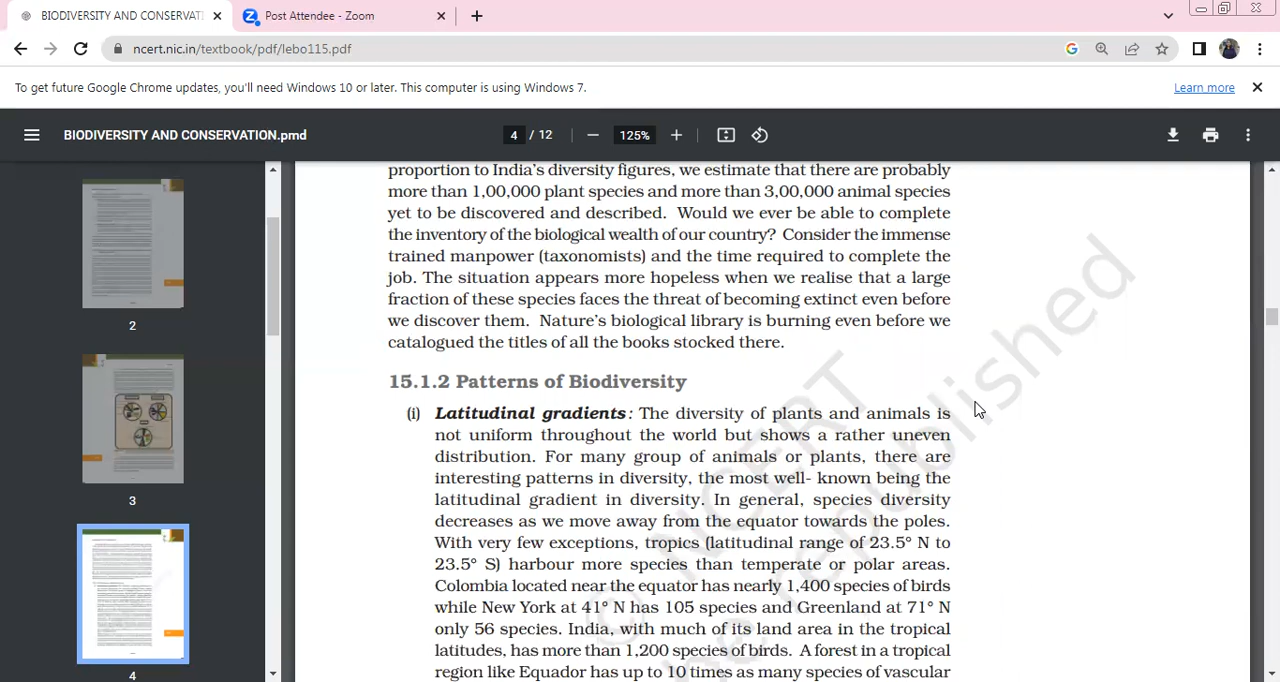 BIODIVERSITY AND CONSERVATI
Post Attendee - Zoom
ncert.nic.in/textbook/pdf/lebo115.pdf
To get future Google Chrome updates, you'll need Windows 10 or later. This computer is using Windows 7.
Learn more
BIODIVERSITY AND CONSERVATION.pmd
4 / 12
125%
2
3
4
proportion to India's diversity figures, we estimate that there are probably
more than 1,00,000 plant species and more than 3,00,000 animal species
yet to be discovered and described. Would we ever be able to complete
the inventory of the biological wealth of our country? Consider the immense
trained manpower (taxonomists) and the time required to complete the
job. The situation appears more hopeless when we realise that a large
fraction of these species faces the threat of becoming extinct even before
we discover them. Nature's biological library is burning even before we
catalogued the titles of all the books stocked there.
15.1.2 Patterns of Biodiversity
(i) Latitudinal gradients: The diversity of plants and animals is
not uniform throughout the world but shows a rather uneven
distribution. For many group of animals or plants, there are
interesting patterns in diversity, the most well- known being the
latitudinal gradient in diversity. In general, species diversity
decreases as we move away from the equator towards the poles.
With very few exceptions, tropics (latitudinal range of 23.5° N to
23.5° S) harbour more species than temperate or polar areas.
Colombia located near the equator has nearly 1,400 species of birds
while New York at 41° N has 105 species and Greenland at 71° N
only 56 species. India, with much of its land area in the tropical
latitudes, has more than 1,200 species of birds. A forest in a tropical
region like Equador has up to 10 times as many species of vascular
© NCERT
published